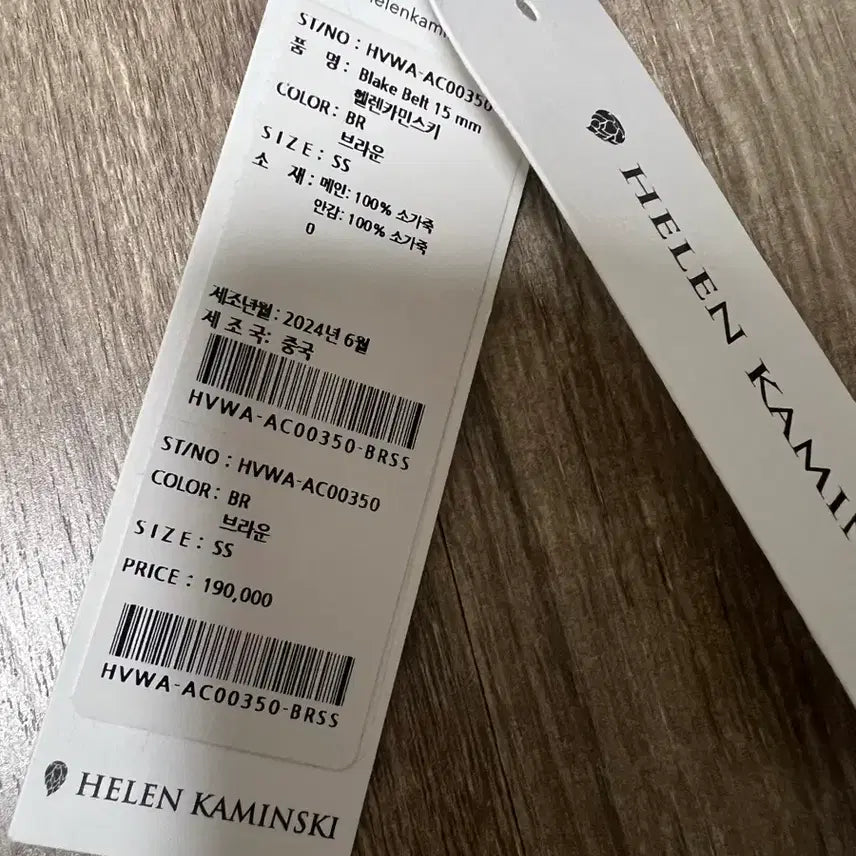 helenkam
ST/NO : HVWA-AC00350
품 명 : Blake Belt 15 mm
헬렌카민스키
COLOR : BR
브라운
SIZE : SS
소 재 : 메인: 100% 소가죽
안감: 100% 소가죽
0
제조년월 : 2024년 6월
제 조 국: 중국
HVWA-AC00350-BRSS
ST/NO : HVWA-AC00350
COLOR : BR
브라운
SIZE : SS
PRICE : 190,000
HVWA-AC00350-BRSS
HELEN KAMINSKI
HELEN KAMI